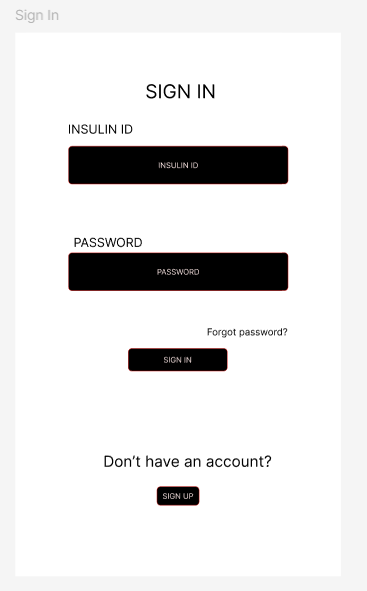 Sign In
SIGN IN
INSULIN ID
INSULIN ID
PASSWORD
PASSWORD
Forgot password?
SIGN IN
Don't have an account?
SIGN UP